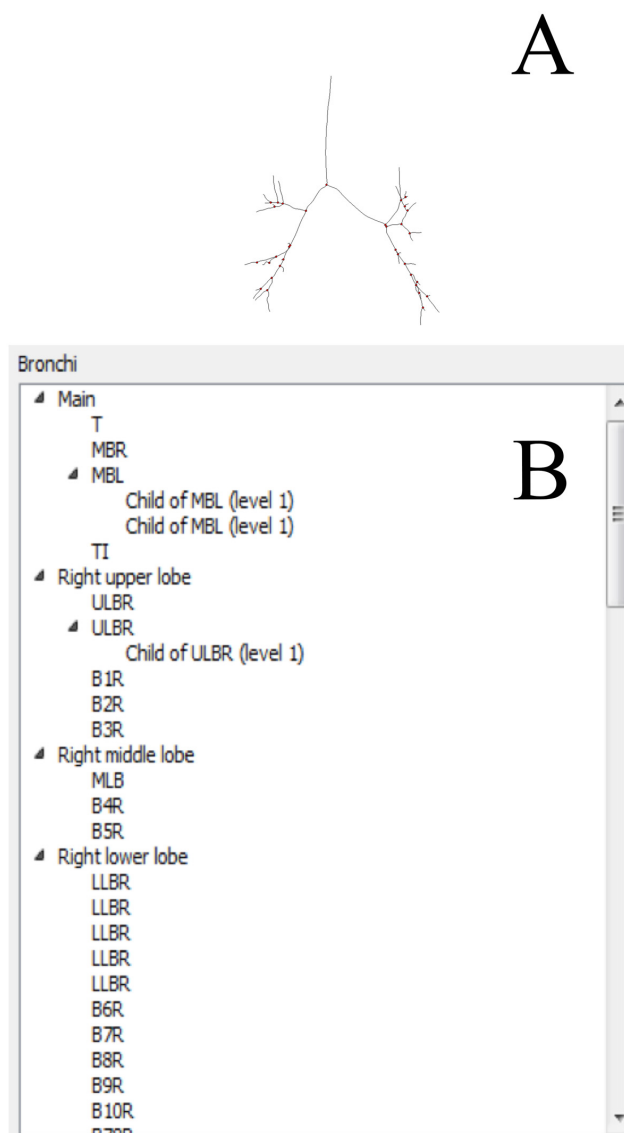 A
Bronchi
Main
T
MBR
MBL
Child of MBL (level 1)
Child of MBL (level 1)
TI
Right upper lobe
ULBR
ULBR
Child of ULBR (level 1)
B1R
B2R
B3R
Right middle lobe
MLB
B4R
B5R
Right lower lobe
LLBR
LLBR
LLBR
LLBR
LLBR
B6R
B7R
B8R
B9R
B10R
B